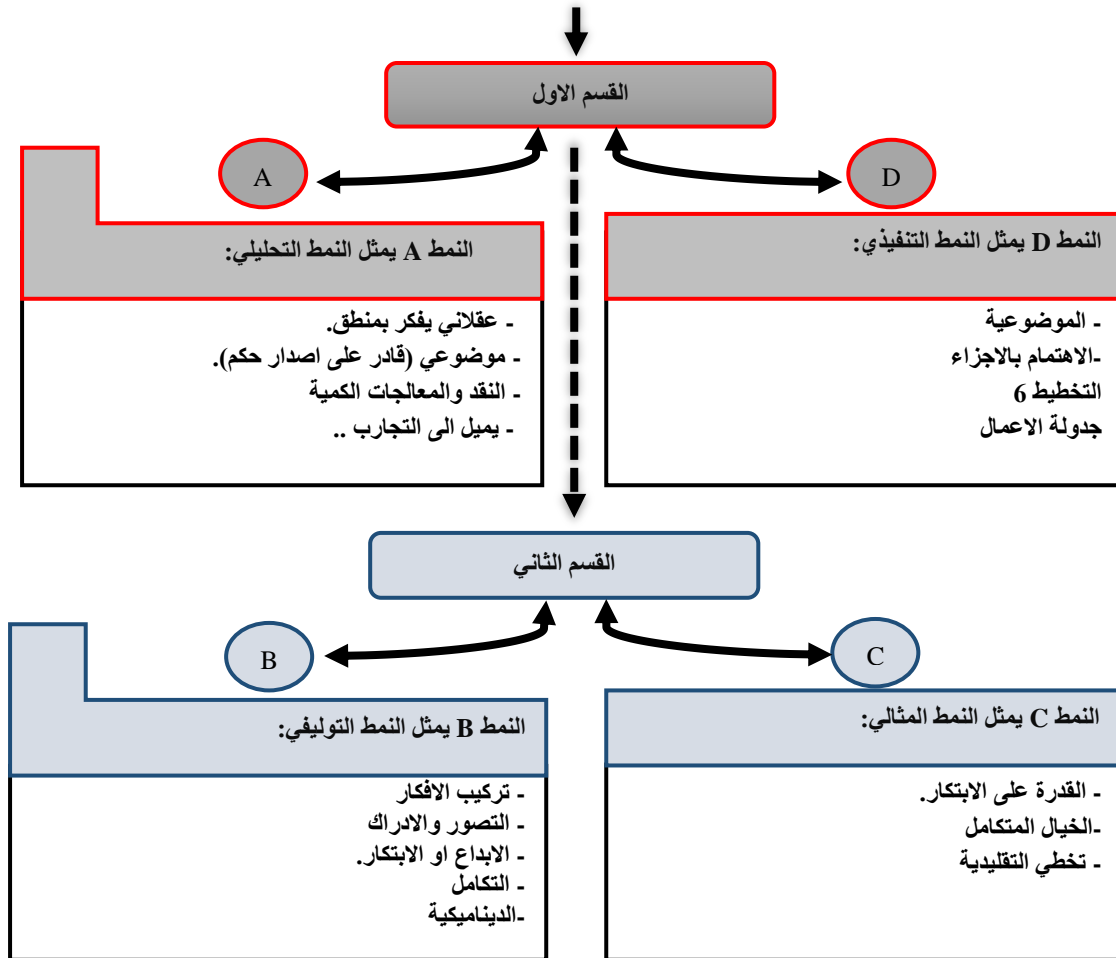 القسم الاول
D
النمط D يمثل النمط التنفيذي:
- الموضوعية
-الاهتمام بالاجزاء
التخطيط 6
جدولة الاعمال
A
النمط A يمثل النمط التحليلي:
- عقلاني يفكر بمنطق.
- موضوعي (قادر على اصدار حكم).
- النقد والمعالجات الكمية
- يميل الى التجارب ..
القسم الثاني
C
النمط C يمثل النمط المثالي:
- القدرة على الابتكار.
-الخيال المتكامل
- تخطي التقليدية
B
النمط B يمثل النمط التوليفي:
- تركيب الافكار
- التصور والادراك
- الابداع او الابتكار.
- التكامل
-الديناميكية